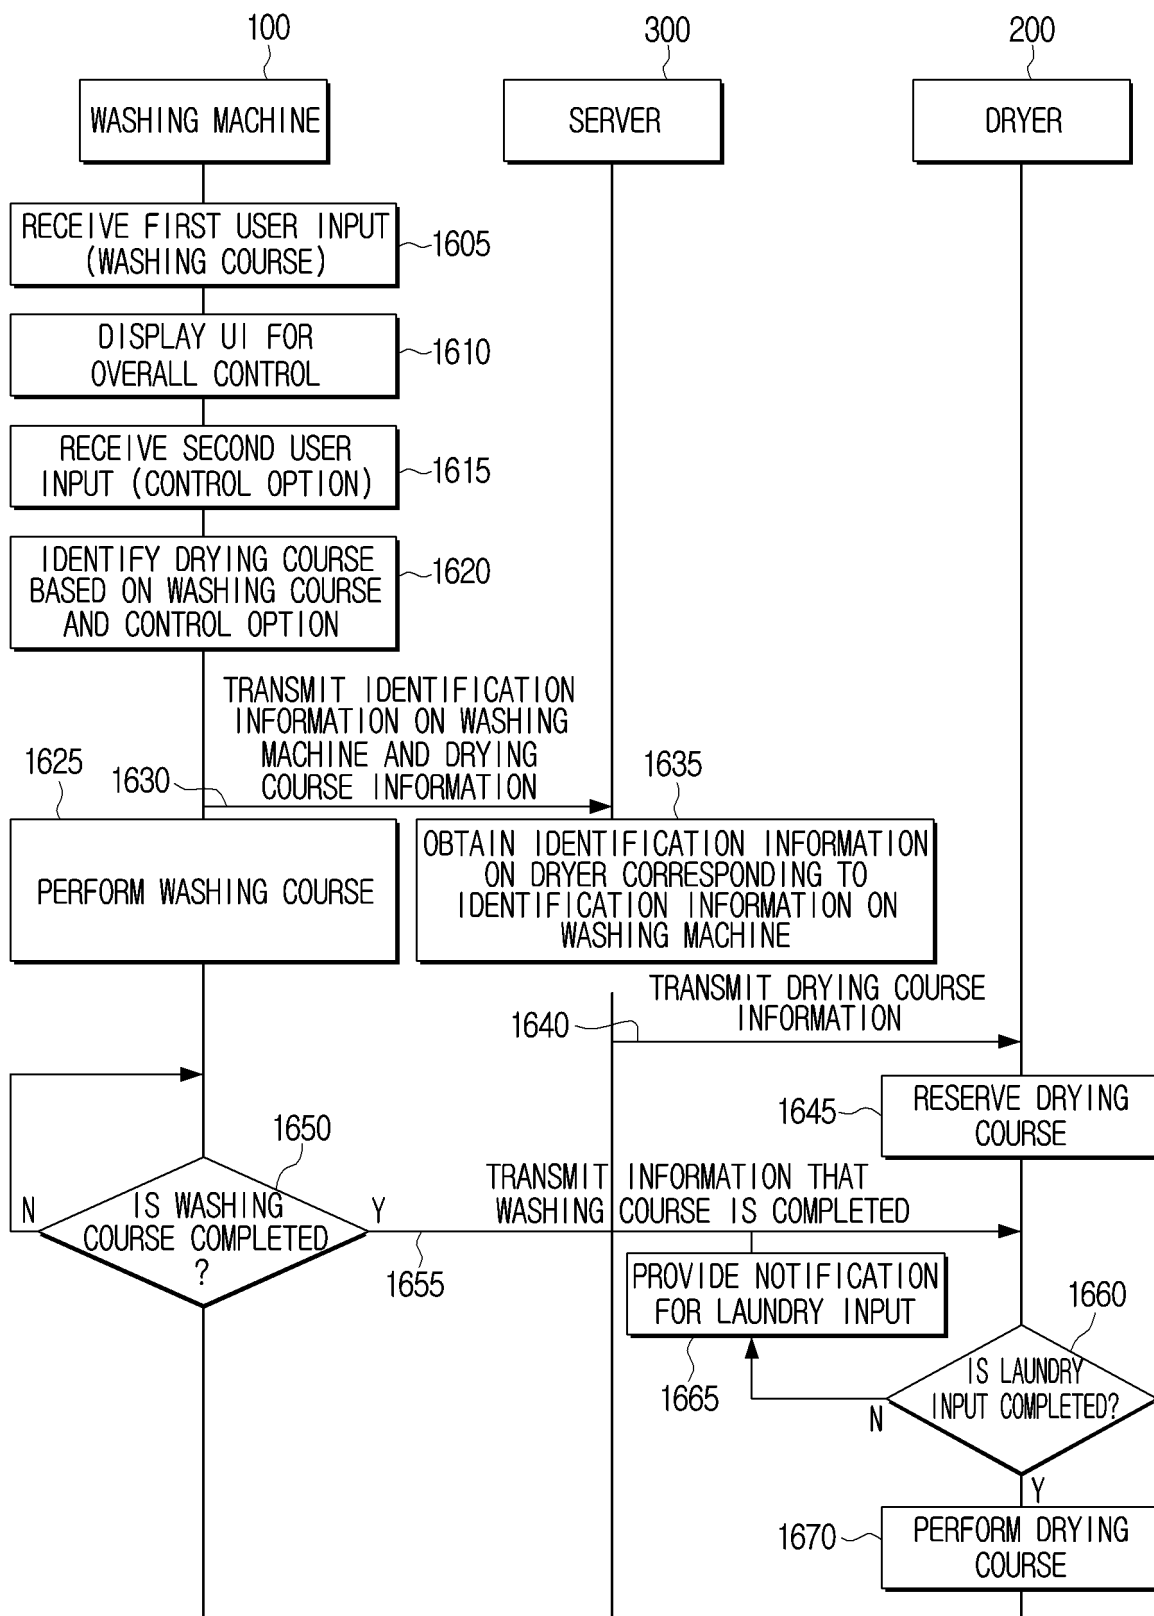 100
300
200
WASHING MACHINE
SERVER
DRYER
RECEIVE FIRST USER INPUT
(WASHING COURSE)
1605
DISPLAY UI FOR
OVERALL CONTROL
1610
RECEIVE SECOND USER
INPUT (CONTROL OPTION)
1615
IDENTIFY DRYING COURSE
BASED ON WASHING COURSE
AND CONTROL OPTION
1620
TRANSMIT IDENTIFICATION
INFORMATION ON WASHING
MACHINE AND DRYING
COURSE INFORMATION
1625
1630
1635
PERFORM WASHING COURSE
OBTAIN IDENTIFICATION INFORMATION
ON DRYER CORRESPONDING TO
IDENTIFICATION INFORMATION ON
WASHING MACHINE
TRANSMIT DRYING COURSE
INFORMATION
1640
RESERVE DRYING
COURSE
1645
1650
IS WASHING
COURSE COMPLETED
?
N
Y
TRANSMIT INFORMATION THAT
WASHING COURSE IS COMPLETED
1655
PROVIDE NOTIFICATION
FOR LAUNDRY INPUT
1665
1660
IS LAUNDRY
INPUT COMPLETED?
N
Y
1670
PERFORM DRYING
COURSE